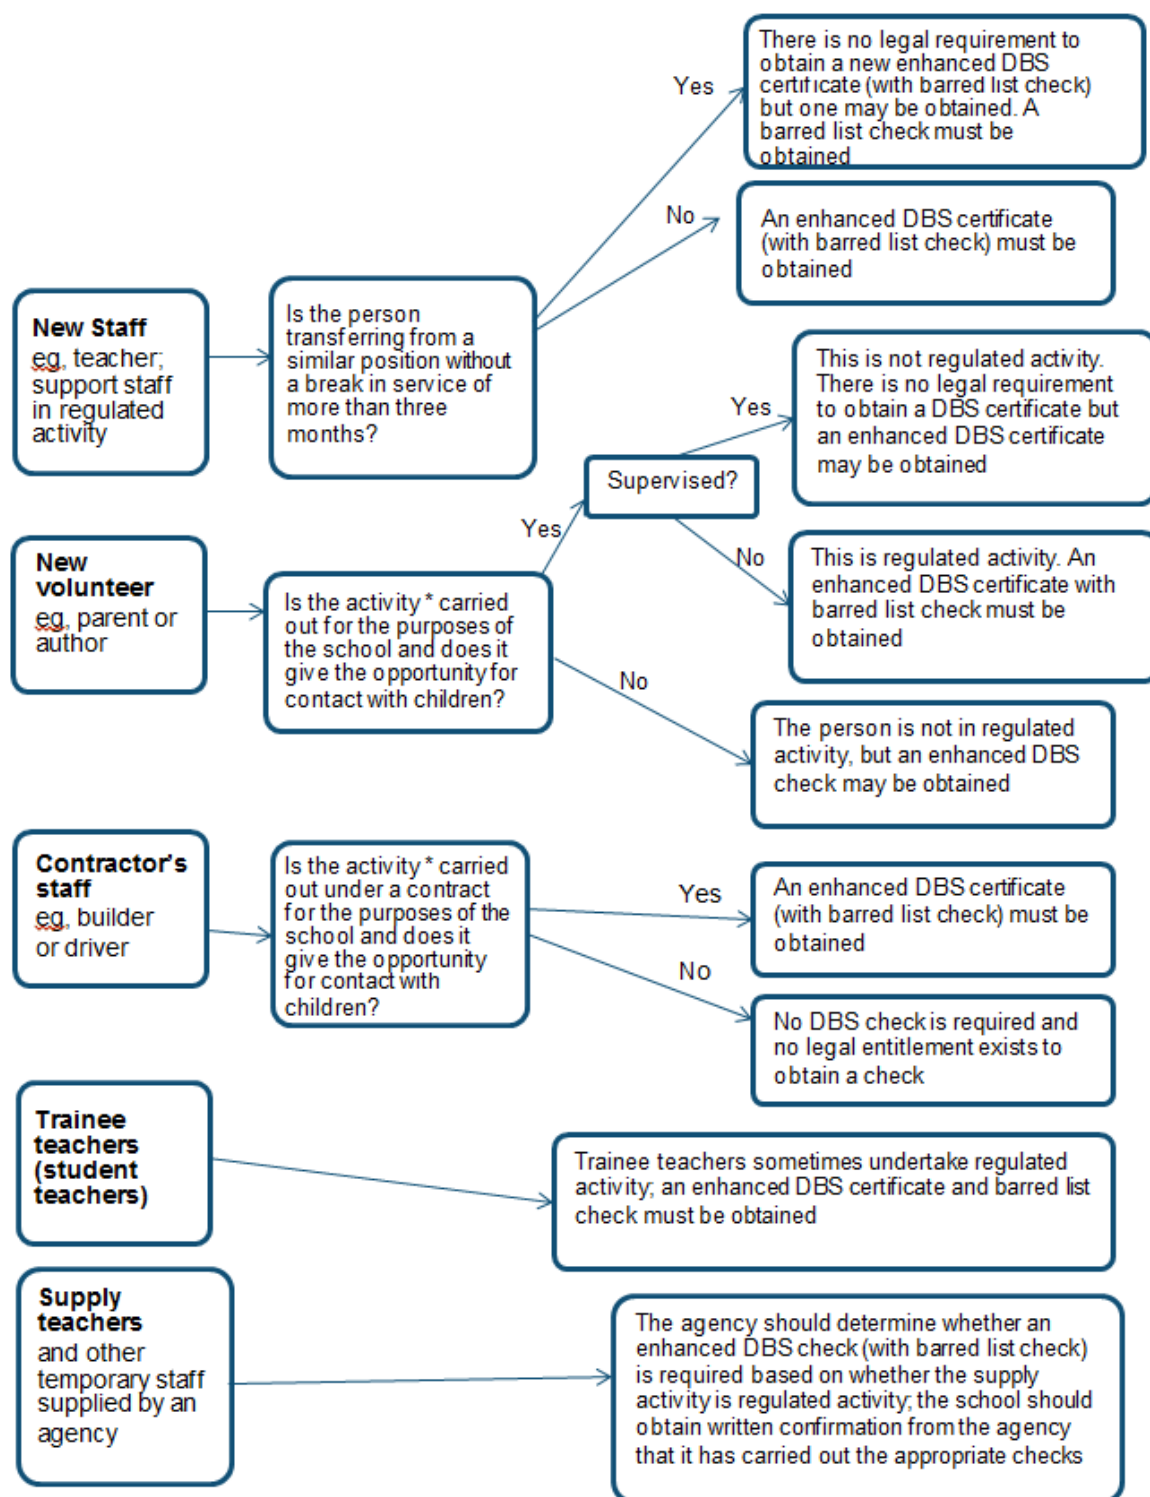 There is no legal requirement to
obtain a new enhanced DBS
certificate (with barred list check)
but one may be obtained. A
barred list check must be
obtained
Yes
No
An enhanced DBS certificate
(with barred list check) must be
obtained
New Staff
eg, teacher;
support staff
in regulated
activity
Is the person
transferring from a
similar position without
a break in service of
more than three
months?
This is not regulated activity.
There is no legal requirement
to obtain a DBS certificate but
an enhanced DBS certificate
may be obtained
Yes
Supervised?
Yes
No
This is regulated activity. An
enhanced DBS certificate with
barred list check must be
obtained
New
volunteer
eg, parent or
author
Is the activity * carried
out for the purposes of
the school and does it
give the opportunity for
contact with children?
No
The person is not in regulated
activity, but an enhanced DBS
check may be obtained
Contractor's
staff
eg, builder
or driver
Is the activity * carried
out under a contract
for the purposes of the
school and does it
give the opportunity
for contact with
children?
Yes
An enhanced DBS certificate
(with barred list check) must be
obtained
No
No DBS check is required and
no legal entitlement exists to
obtain a check
Trainee
teachers
(student
teachers)
Trainee teachers sometimes undertake regulated
activity; an enhanced DBS certificate and barred list
check must be obtained
Supply
teachers
and other
temporary staff
supplied by an
agency
The agency should determine whether an
enhanced DBS check (with barred list check)
is required based on whether the supply
activity is regulated activity; the school should
obtain written confirmation from the agency
that it has carried out the appropriate checks